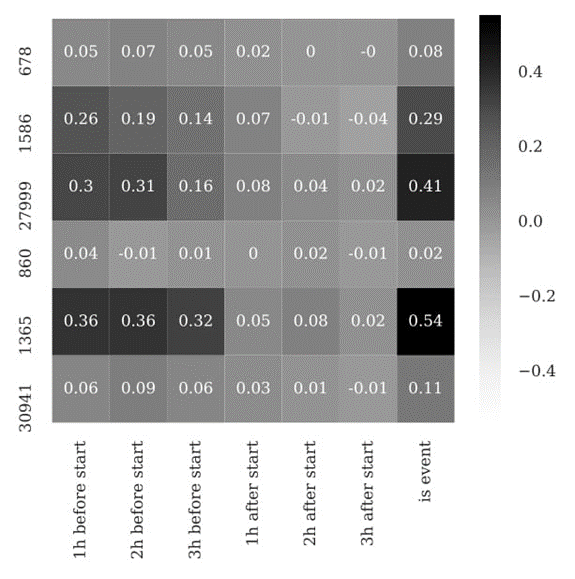 678 0.05 0.07 0.05 0.02 0 -0 0.08
1586 0.26 0.19 0.14 0.07 -0.01 -0.04 0.29
27999 0.3 0.31 0.16 0.08 0.04 0.02 0.41
860 0.04 -0.01 0.01 0 0.02 -0.01 0.02
1365 0.36 0.36 0.32 0.05 0.08 0.02 0.54
30941 0.06 0.09 0.06 0.03 0.01 -0.01 0.11
1h before start
2h before start
3h before start
1h after start
2h after start
3h after start
is event
0.4
0.2
0.0
−0.2
−0.4